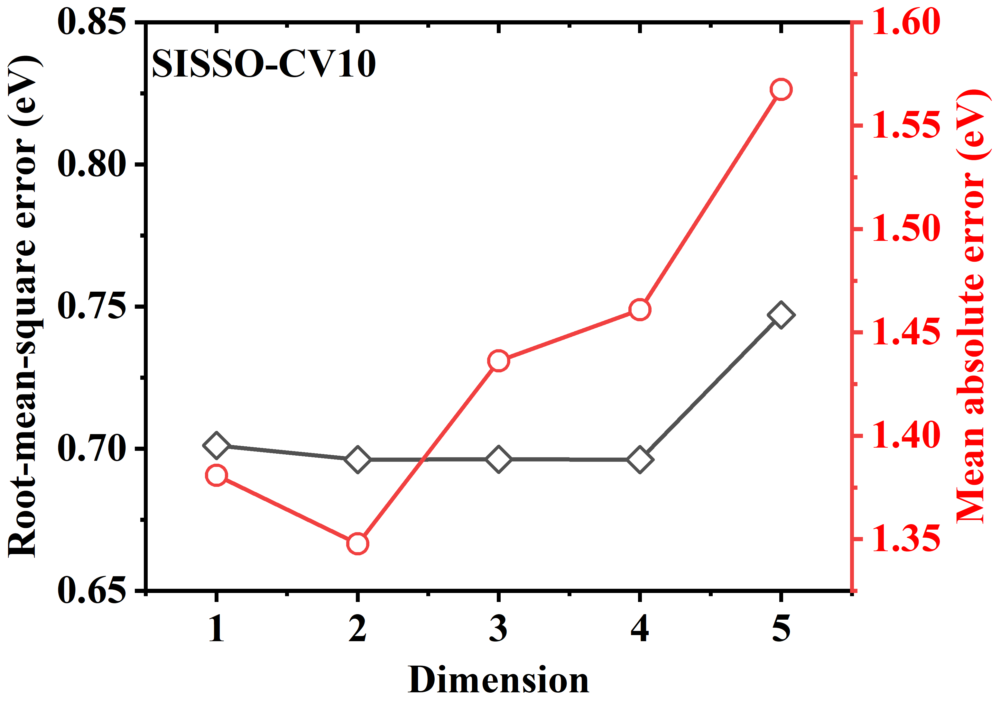 SISSO-CV10
Root-mean-square error (eV)
0.85
0.80
0.75
0.70
0.65
1.60
1.55
1.50
1.45
1.40
1.35
Mean absolute error (eV)
1 2 3 4 5
Dimension